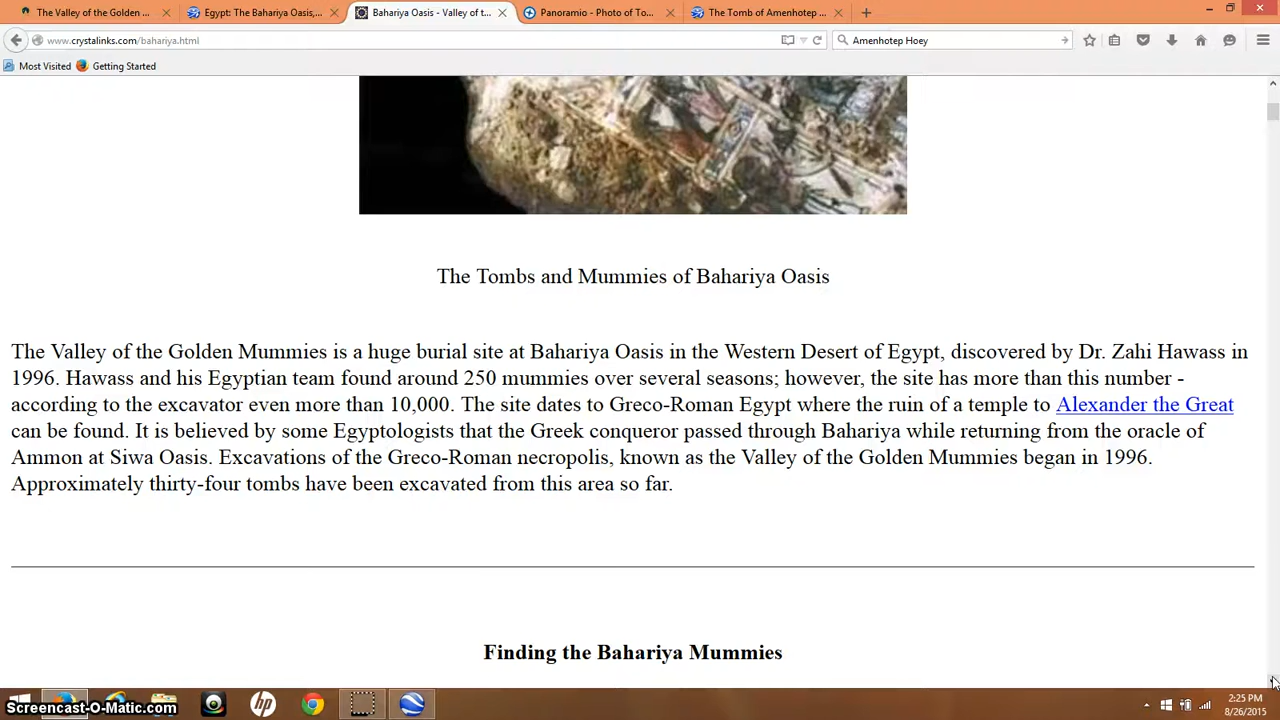 The Valley of the Golden ...
Egypt: The Bahariya Oasis,...
Bahariya Oasis - Valley of t...
Panoramio - Photo of To...
The Tomb of Amenhotep ...
www.crystalinks.com/bahariya.html
Amenhotep Hoey
Most Visited
Getting Started
The Tombs and Mummies of Bahariya Oasis
The Valley of the Golden Mummies is a huge burial site at Bahariya Oasis in the Western Desert of Egypt, discovered by Dr. Zahi Hawass in
1996. Hawass and his Egyptian team found around 250 mummies over several seasons; however, the site has more than this number -
according to the excavator even more than 10,000. The site dates to Greco-Roman Egypt where the ruin of a temple to Alexander the Great
can be found. It is believed by some Egyptologists that the Greek conqueror passed through Bahariya while returning from the oracle of
Ammon at Siwa Oasis. Excavations of the Greco-Roman necropolis, known as the Valley of the Golden Mummies began in 1996.
Approximately thirty-four tombs have been excavated from this area so far.
Finding the Bahariya Mummies
Screencast-O-Matic.com
hp
2:25 PM
8/26/2015